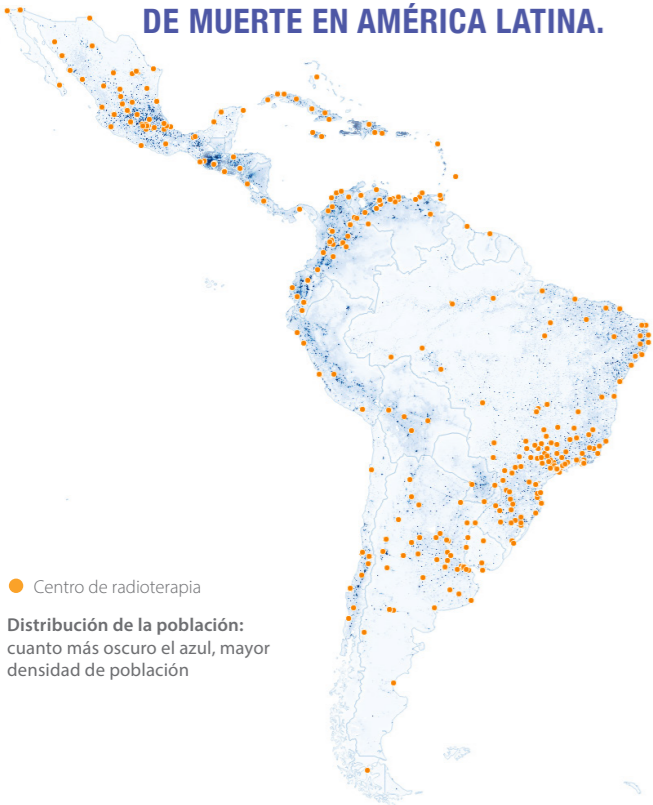 DE MUERTE EN AMÉRICA LATINA.
Centro de radioterapia
Distribución de la población:
cuanto más oscuro el azul, mayor
densidad de población